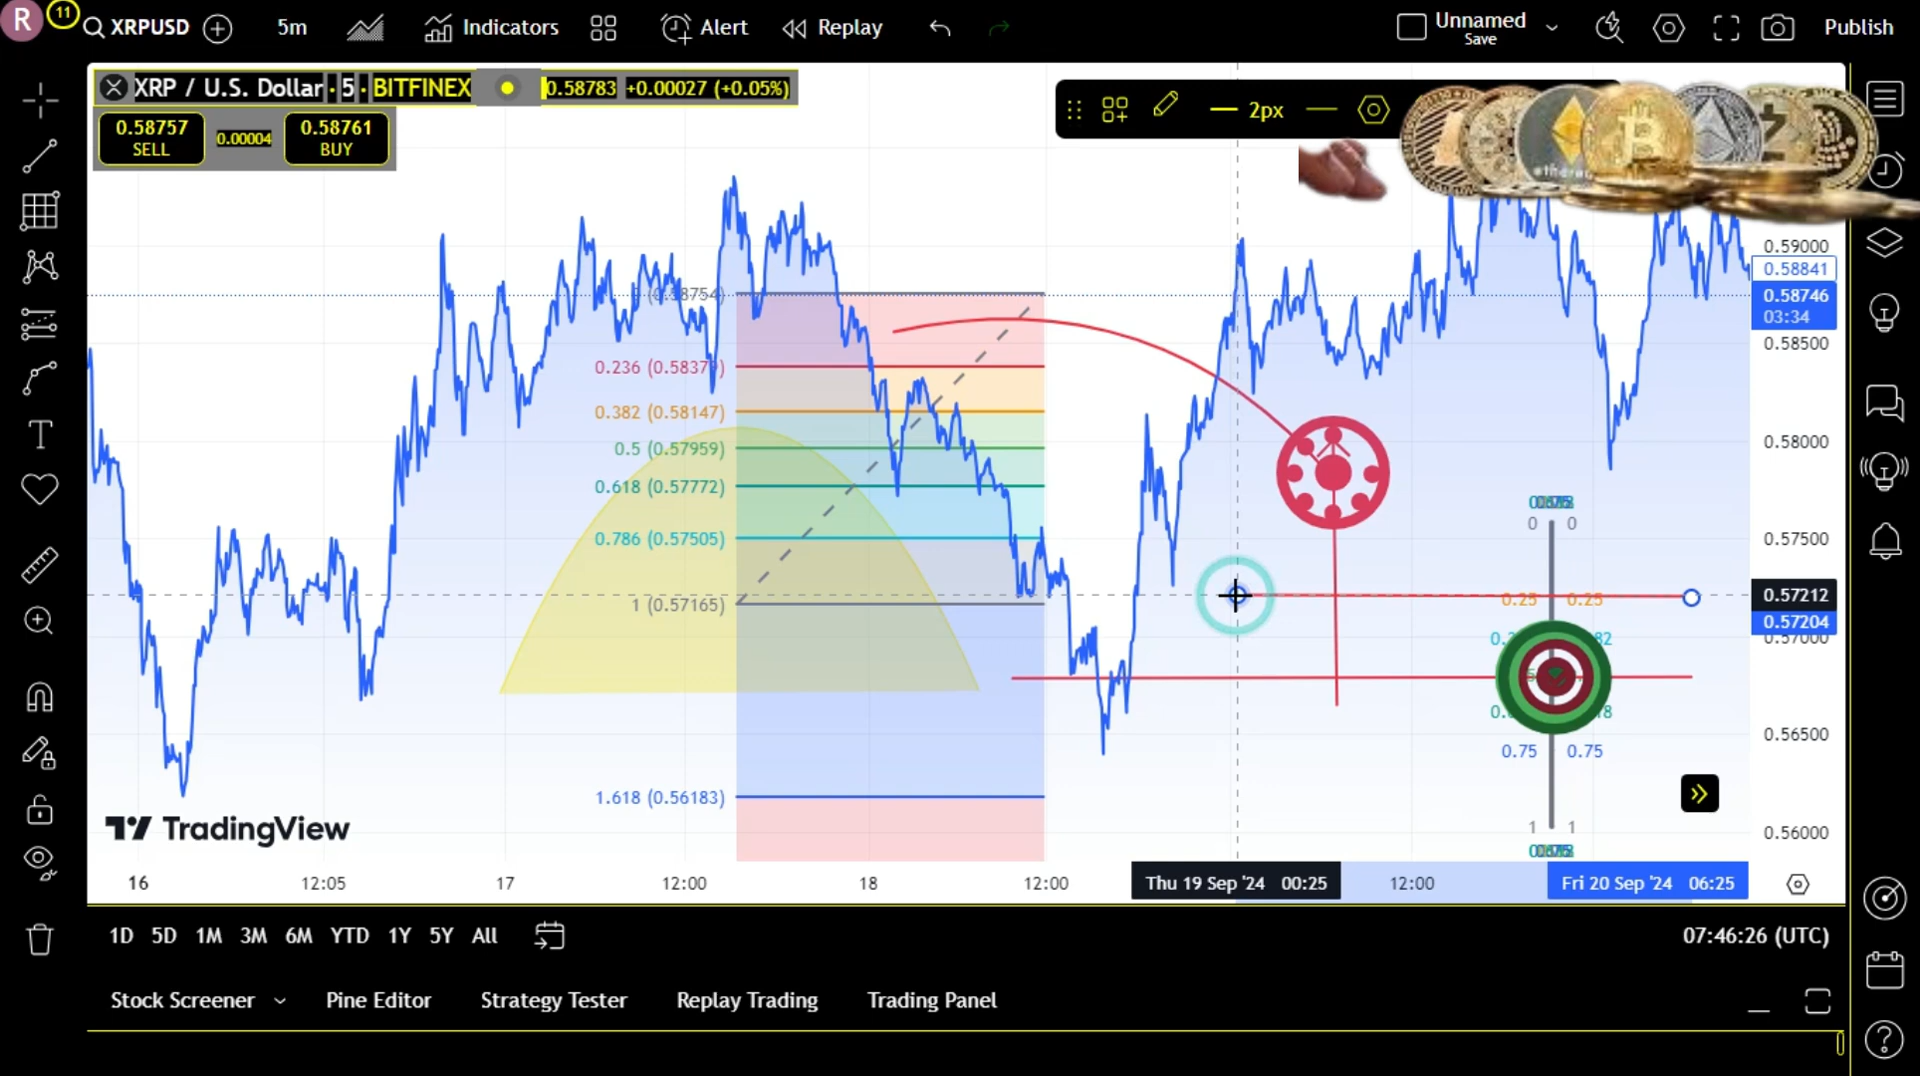 R 11 XRPUSD 5m Indicators Alert Replay Unnamed Publish
Save
XRP / U.S. Dollar · 5 · BITFINEX 0.58783 +0.00027 (+0.05%)
0.58757 0.00004 0.58761
SELL BUY
2px
0.59000
0.58841
0 (0.58754)
0.58746
03:34
0.58500
0.236 (0.58379)
0.382 (0.58147)
0.5 (0.57959)
0.58000
0.618 (0.57772)
0 0
0.786 (0.57505)
0.57500
1 (0.57165)
0.25 0.25
0.57212
0.57204
0.57000
0.56500
0.75 0.75
1.618 (0.56183)
1 1
0.56000
TradingView
16 12:05 17 12:00 18 12:00 Thu 19 Sep '24 00:25 12:00 Fri 20 Sep '24 06:25
1D 5D 1M 3M 6M YTD 1Y 5Y All 07:46:26 (UTC)
Stock Screener Pine Editor Strategy Tester Replay Trading Trading Panel